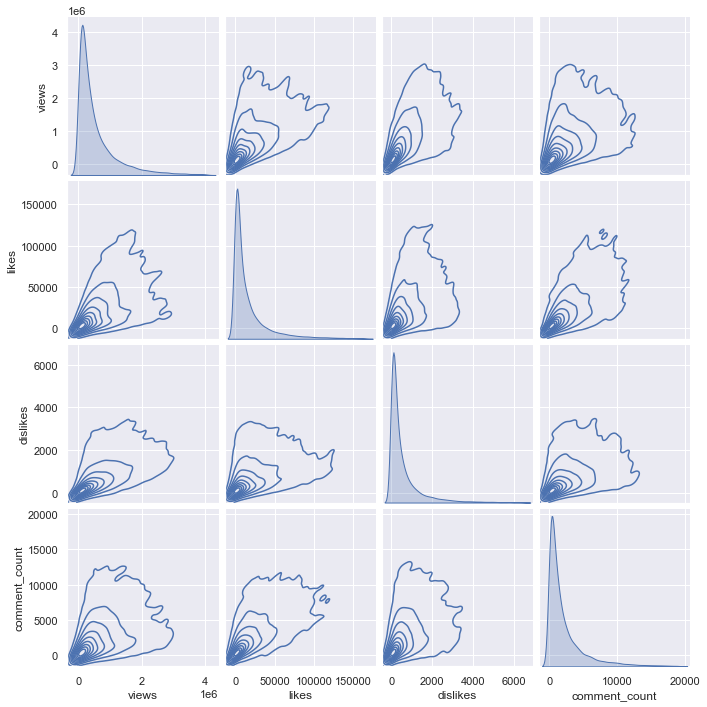 1e6
4
3
2
1
0
views
150000
100000
50000
0
likes
6000
4000
2000
0
dislikes
20000
15000
10000
5000
0
comment_count
0 2 4
1e6
views
0 50000 100000 150000
likes
0 2000 4000 6000
dislikes
0 10000 20000
comment_count